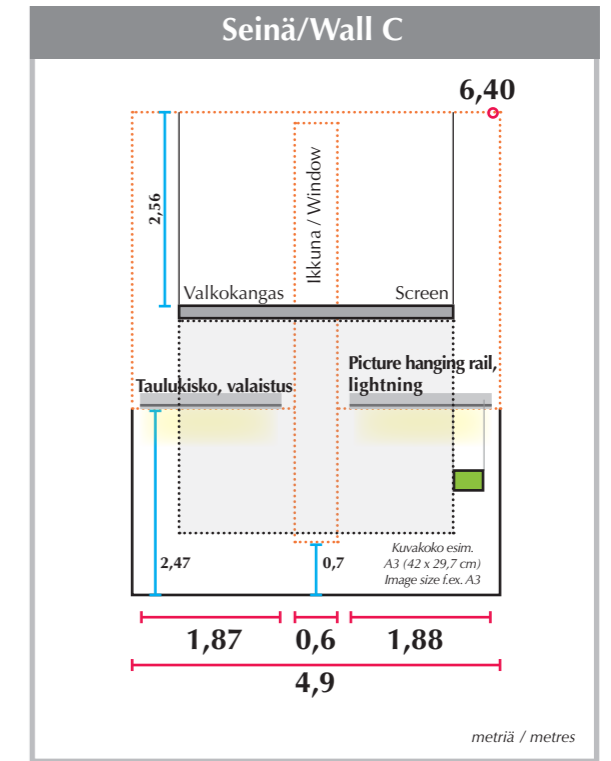 Seinä/Wall C
6,40
2,56
Ikkuna / Window
Valkokangas
Screen
Picture hanging rail,
lightning
Taulukisko, valaistus
2,47
0,7
Kuvakoko esim.
A3 (42 x 29,7 cm)
Image size f.ex. A3
1,87
0,6
1,88
4,9
metriä / metres